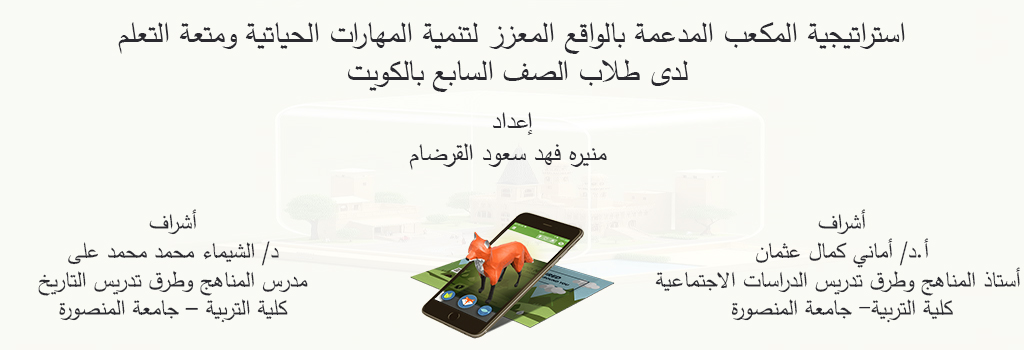 استراتيجية المكعب المدعمة بالواقع المعزز لتنمية المهارات الحياتية ومتعة التعلم
لدى طلاب الصف السابع بالكويت
إعداد
منيره فهد سعود القرضام
أشراف
أ.د/ أماني كمال عثمان
أستاذ المناهج وطرق تدريس الدراسات الاجتماعية
كلية التربية– جامعة المنصورة
أشراف
د/ الشيماء محمد محمد على
مدرس المناهج وطرق تدريس التاريخ
كلية التربية – جامعة المنصورة